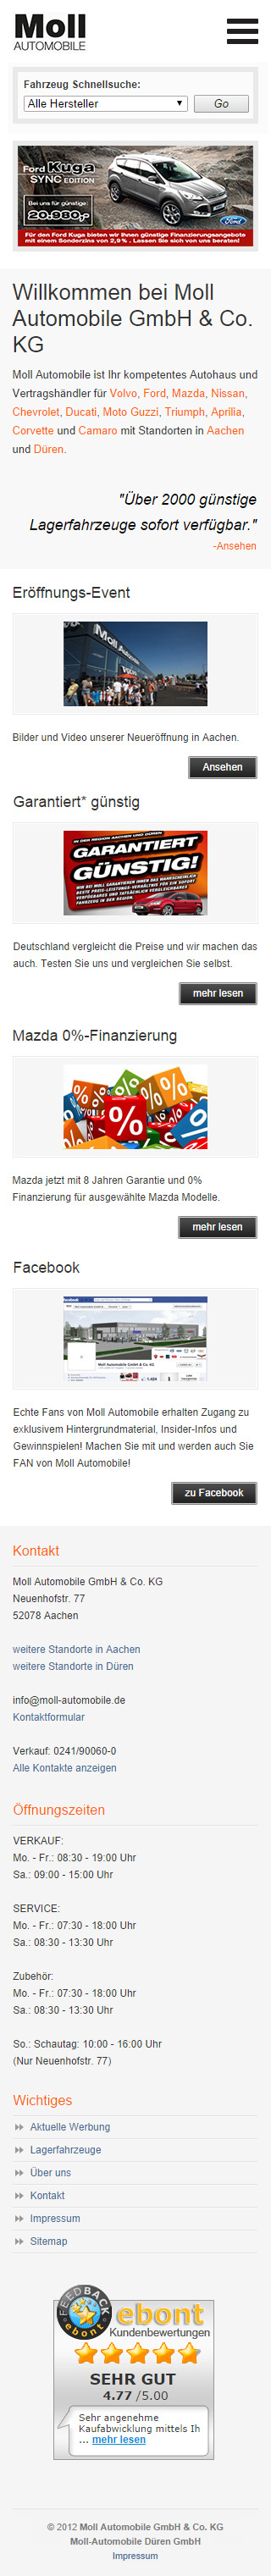 Moll
AUTOMOBILE
Fahrzeug Schnellsuche:
Alle Hersteller
Go
Ford Kuga
SYNC EDITION
Bei uns für günstige:
20.980,-
Ford
Für den Ford Kuga bieten wir Ihnen günstige Finanzierungsangebote
mit einem Sonderzins von 2,9%. Lassen Sie sich von uns beraten!
Willkommen bei Moll
Automobile GmbH & Co.
KG
Moll Automobile ist Ihr kompetentes Autohaus und
Vertragshändler für Volvo, Ford, Mazda, Nissan,
Chevrolet, Ducati, Moto Guzzi, Triumph, Aprilia,
Corvette und Camaro mit Standorten in Aachen
und Düren.
"Über 2000 günstige
Lagerfahrzeuge sofort verfügbar."
-Ansehen
Eröffnungs-Event
Bilder und Video unserer Neueröffnung in Aachen.
Ansehen
Garantiert* günstig
IN DER REGION AACHEN UND DÜREN
GARANTIERT
GÜNSTIG!
Deutschland vergleicht die Preise und wir machen das
auch. Testen Sie uns und vergleichen Sie selbst.
mehr lesen
Mazda 0%-Finanzierung
% % % %
Mazda jetzt mit 8 Jahren Garantie und 0%
Finanzierung für ausgewählte Mazda Modelle.
mehr lesen
Facebook
Moll Automobile GmbH & Co. KG
Echte Fans von Moll Automobile erhalten Zugang zu
exklusivem Hintergrundmaterial, Insider-Infos und
Gewinnspielen! Machen Sie mit und werden auch Sie
FAN von Moll Automobile!
zu Facebook
Kontakt
Moll Automobile GmbH & Co. KG
Neuenhofstr. 77
52078 Aachen
weitere Standorte in Aachen
weitere Standorte in Düren
info@moll-automobile.de
Kontaktformular
Verkauf: 0241/90060-0
Alle Kontakte anzeigen
Öffnungszeiten
VERKAUF:
Mo. - Fr.: 08:30 - 19:00 Uhr
Sa.: 09:00 - 15:00 Uhr
SERVICE:
Mo. - Fr.: 07:30 - 18:00 Uhr
Sa.: 08:30 - 13:30 Uhr
Zubehör:
Mo. - Fr.: 07:30 - 18:00 Uhr
Sa.: 08:30 - 13:30 Uhr
So.: Schautag: 10:00 - 16:00 Uhr
(Nur Neuenhofstr. 77)
Wichtiges
Aktuelle Werbung
Lagerfahrzeuge
Über uns
Kontakt
Impressum
Sitemap
FEEDBACK
ebont
ebont
Kundenbewertungen
SEHR GUT
4.77 /5.00
Sehr angenehme
Kaufabwicklung mittels Ih
... mehr lesen
© 2012 Moll Automobile GmbH & Co. KG
Moll-Automobile Düren GmbH
Impressum